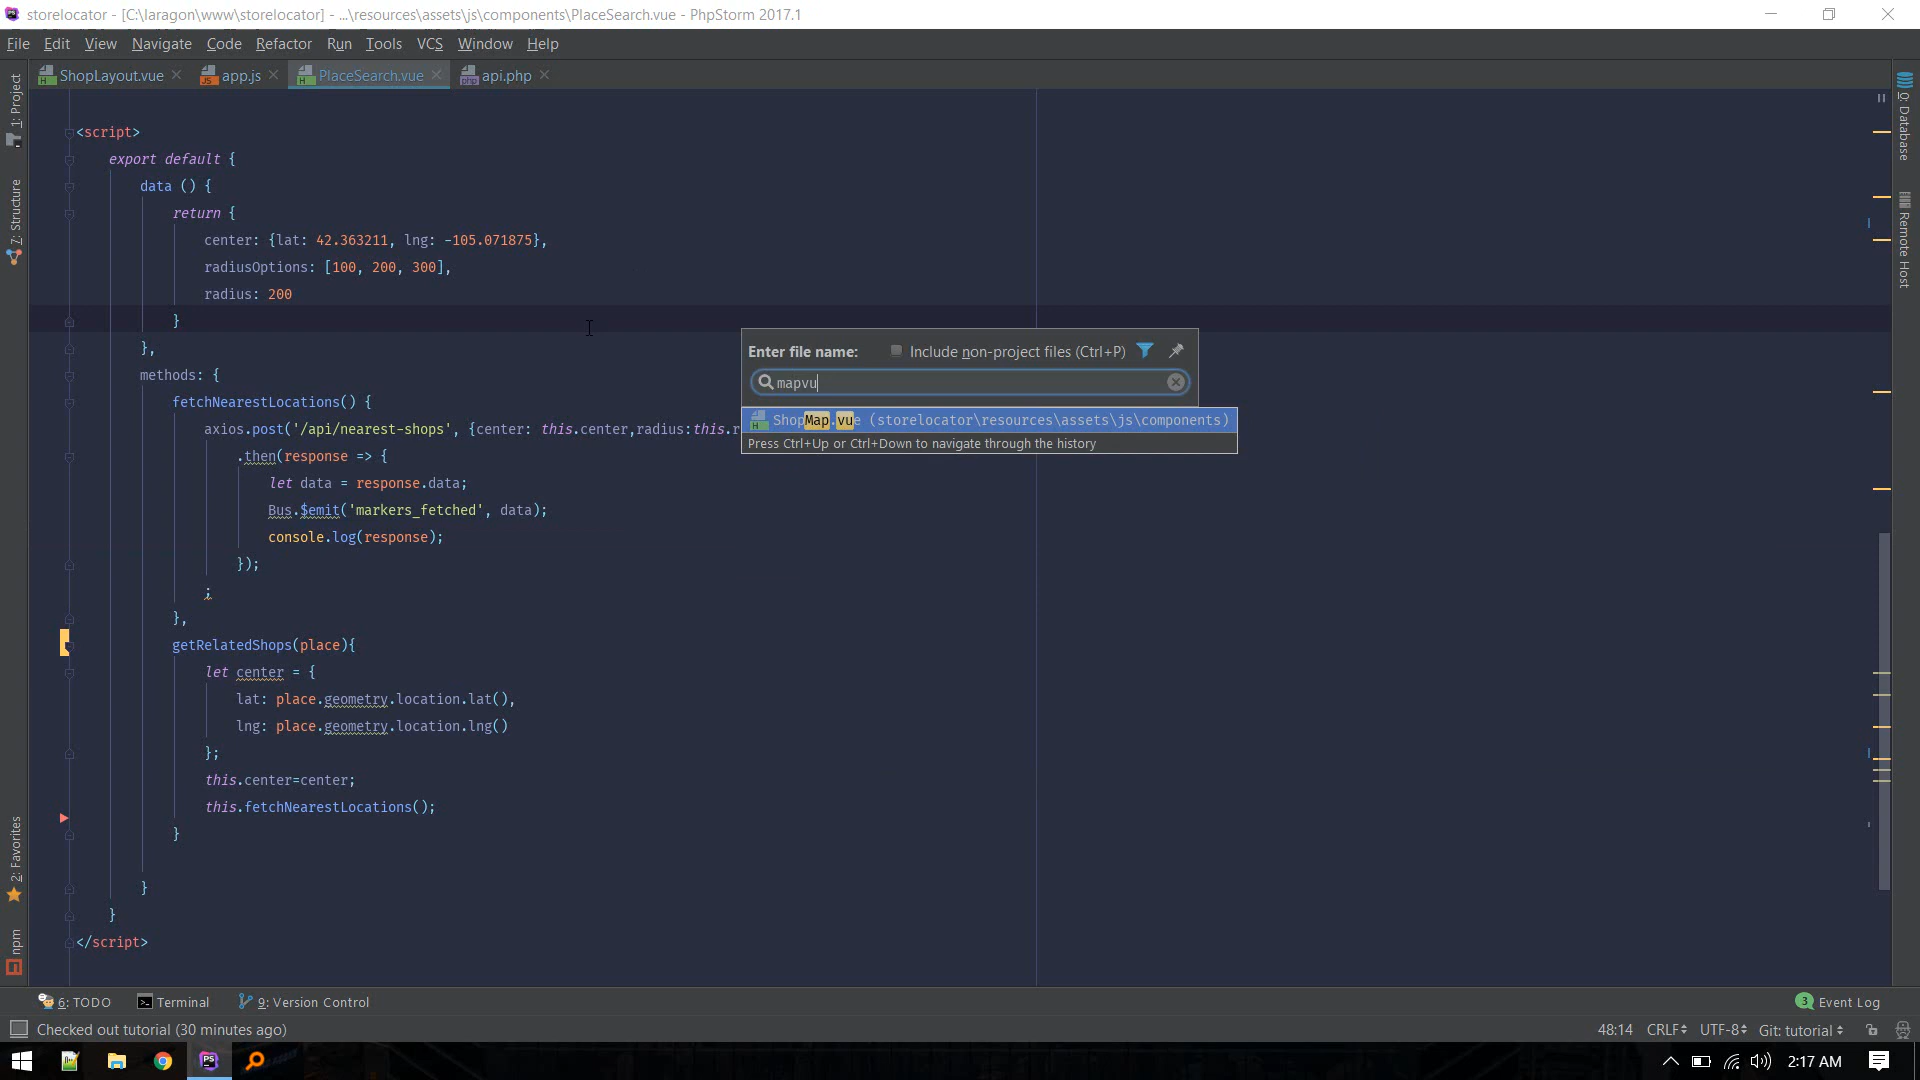 storelocator - [C:\laragon\www\storelocator] - ...\resources\assets\js\components\PlaceSearch.vue - PhpStorm 2017.1
File Edit View Navigate Code Refactor Run Tools VCS Window Help
ShopLayout.vue app.js PlaceSearch.vue api.php
1: Project
7: Structure
2: Favorites
npm
0: Database
Remote Host
<script>
export default {
data () {
return {
center: {lat: 42.363211, lng: -105.071875},
radiusOptions: [100, 200, 300],
radius: 200
}
},
methods: {
fetchNearestLocations() {
axios.post('/api/nearest-shops', {center: this.center,radius:this.r
.then(response => {
let data = response.data;
Bus.$emit('markers_fetched', data);
console.log(response);
});
;
},
getRelatedShops(place){
let center = {
lat: place.geometry.location.lat(),
lng: place.geometry.location.lng()
};
this.center=center;
this.fetchNearestLocations();
}
}
}
</script>
Enter file name: Include non-project files (Ctrl+P)
mapvu
ShopMap.vue (storelocator\resources\assets\js\components)
Press Ctrl+Up or Ctrl+Down to navigate through the history
6: TODO Terminal 9: Version Control 3 Event Log
Checked out tutorial (30 minutes ago) 48:14 CRLF UTF-8 Git: tutorial
2:17 AM